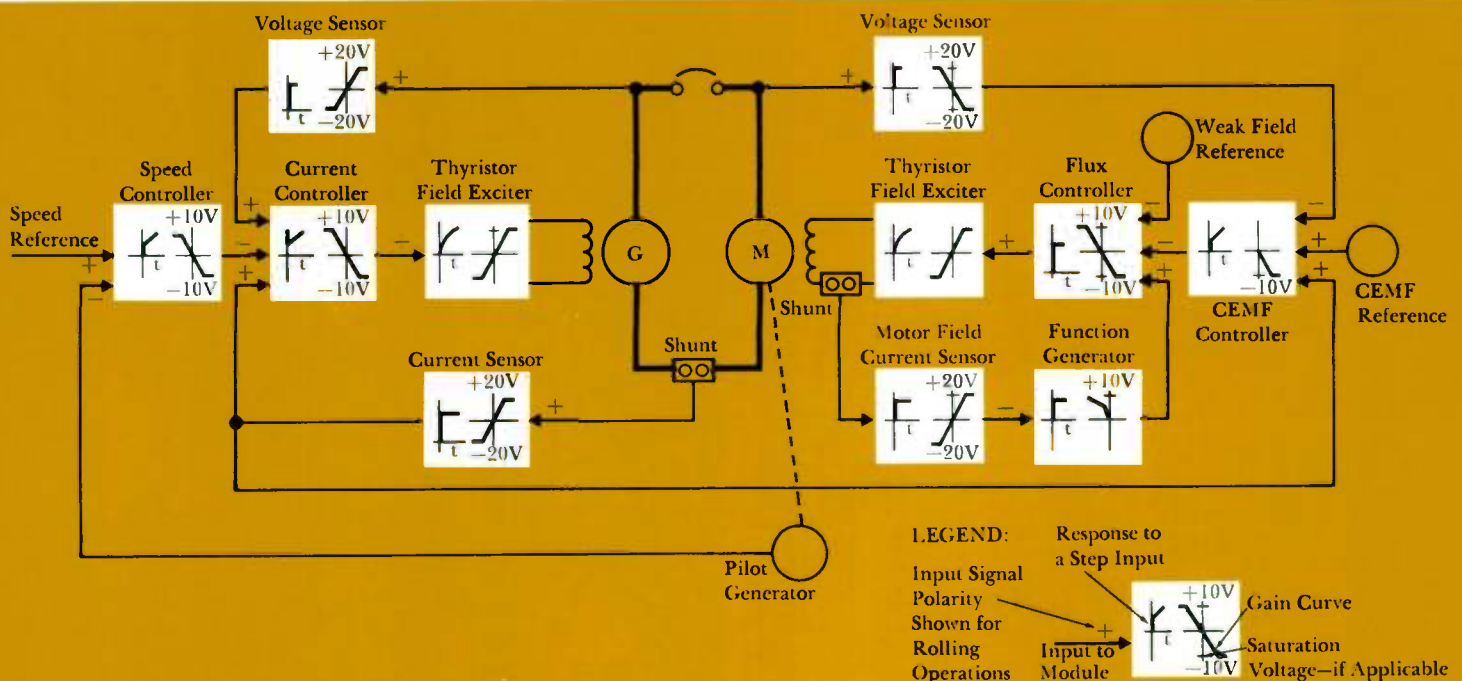 Voltage Sensor
+20V
t
−20V
+
Voltage Sensor
+
+20V
t
−20V
Weak Field
Reference
Speed
Controller
Current
Controller
Thyristor
Field Exciter
Thyristor
Field Exciter
Flux
Controller
Speed
Reference
+
−
+10V
t
−10V
+
−
+
+10V
t
−10V
−
t
G
M
t
+
+10V
t
−10V
−
−
+
t
−10V
−
+
+
CEMF
Controller
CEMF
Reference
Shunt
Shunt
Current Sensor
+20V
t
−20V
+
Motor Field
Current Sensor
+20V
t
−20V
−
Function
Generator
+10V
t
Pilot
Generator
LEGEND:
Response to
a Step Input
Input Signal
Polarity
Shown for
Rolling
Operations
+
Input to
Module
+10V
t
−10V
Gain Curve
Saturation
Voltage—if Applicable